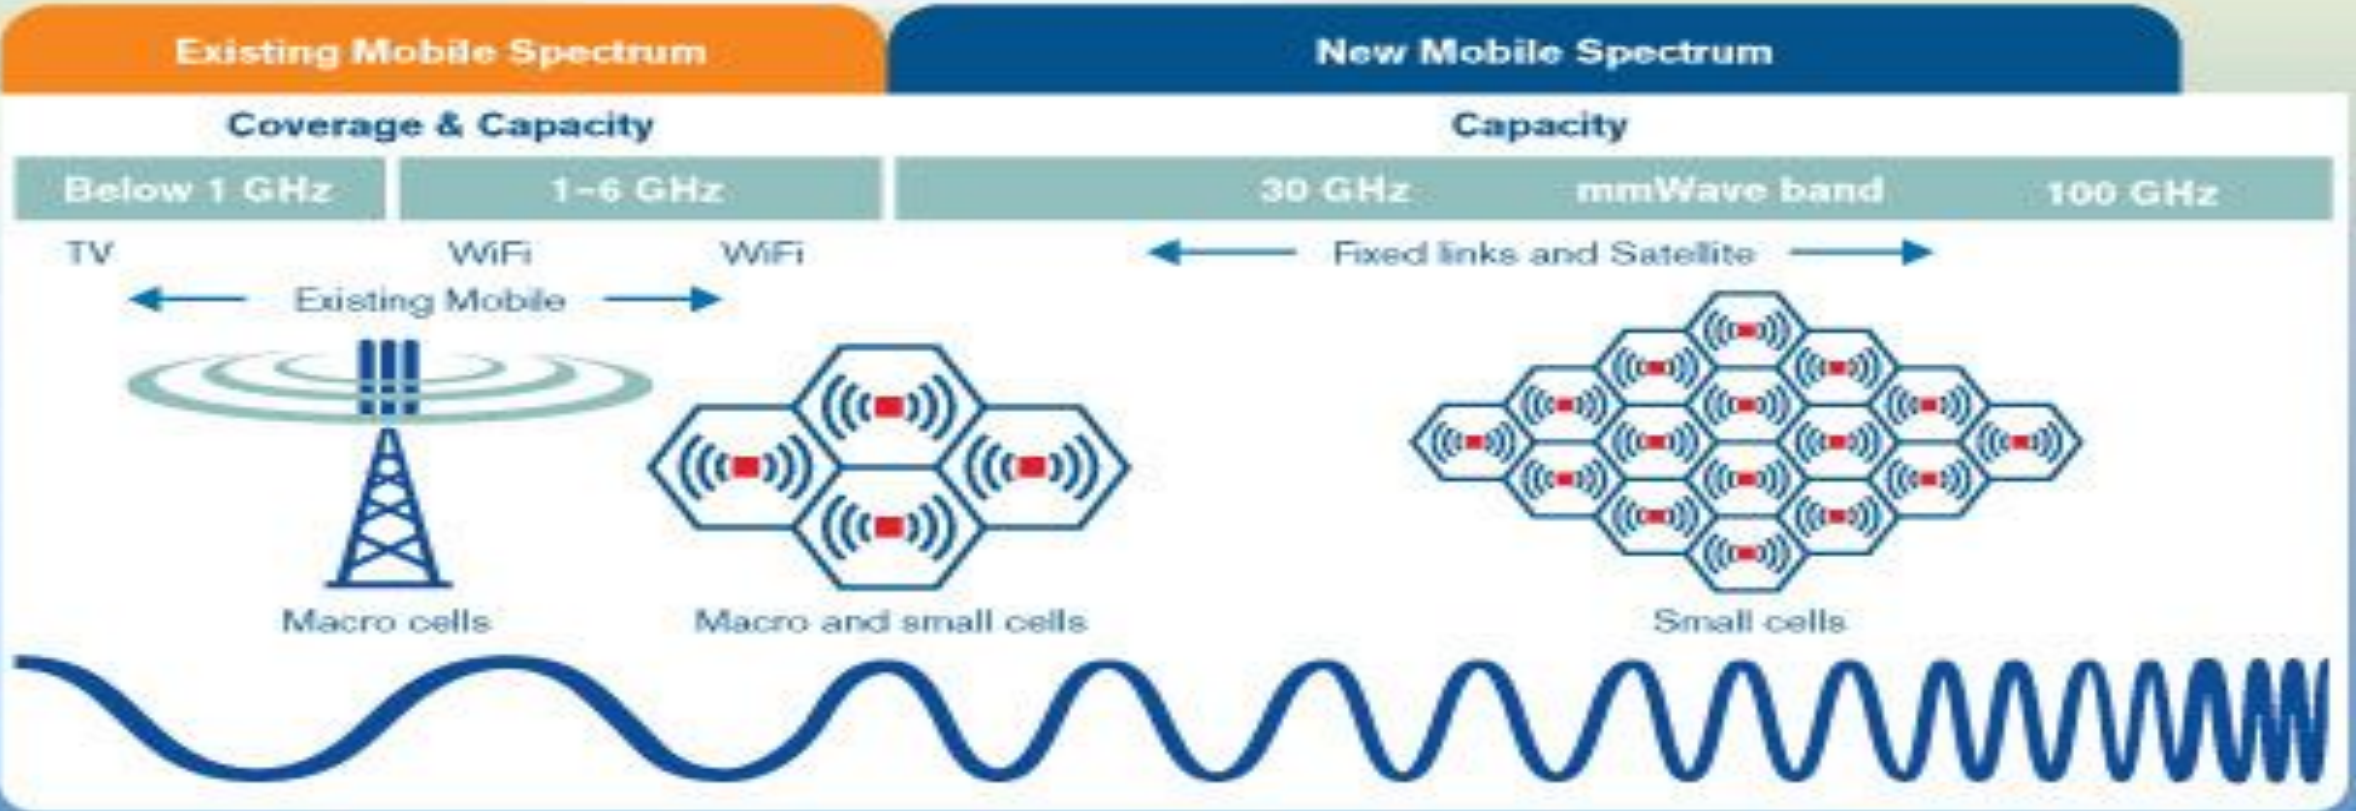 Existing Mobile Spectrum
New Mobile Spectrum
Coverage & Capacity
Capacity
Below 1 GHz
1–6 GHz
30 GHz
mmWave band
100 GHz
TV
WiFi
WiFi
Fixed links and Satellite
Existing Mobile
Macro cells
Macro and small cells
Small cells